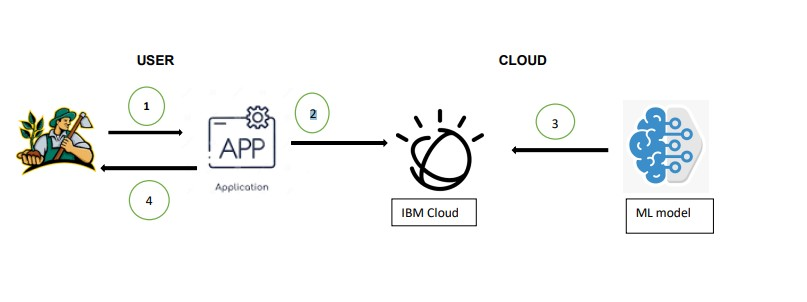 USER
CLOUD
1
2
3
4
APP
Application
IBM Cloud
ML model